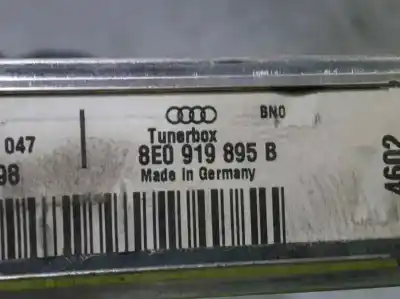 BNO
Tunerbox
047
8E0 919 895 B
98
Made in Germany
4602